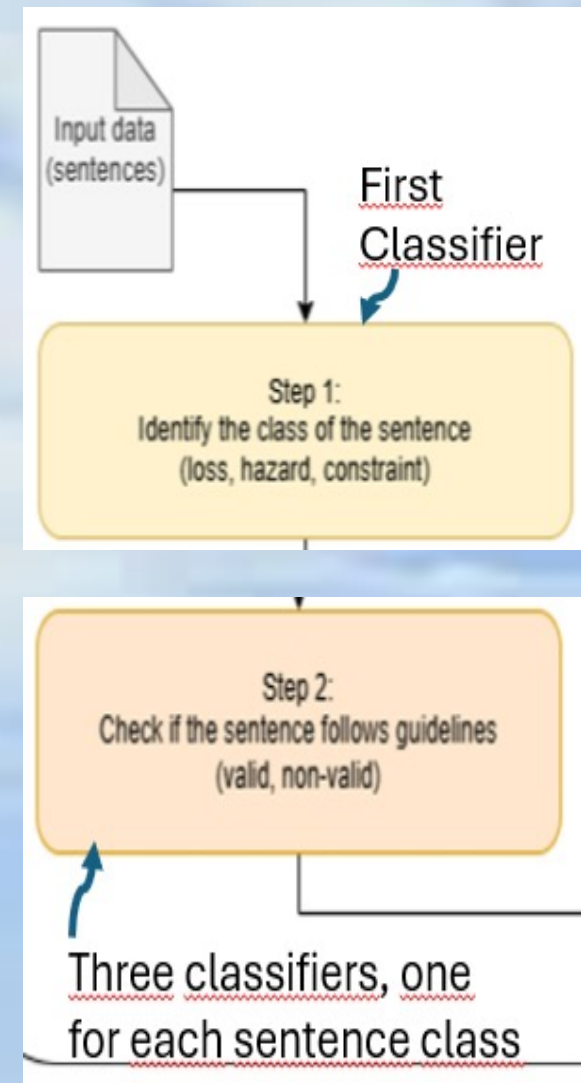 Input data
(sentences)
First
Classifier
Step 1:
Identify the class of the sentence
(loss, hazard, constraint)
Step 2:
Check if the sentence follows guidelines
(valid, non-valid)
Three classifiers, one
for each sentence class